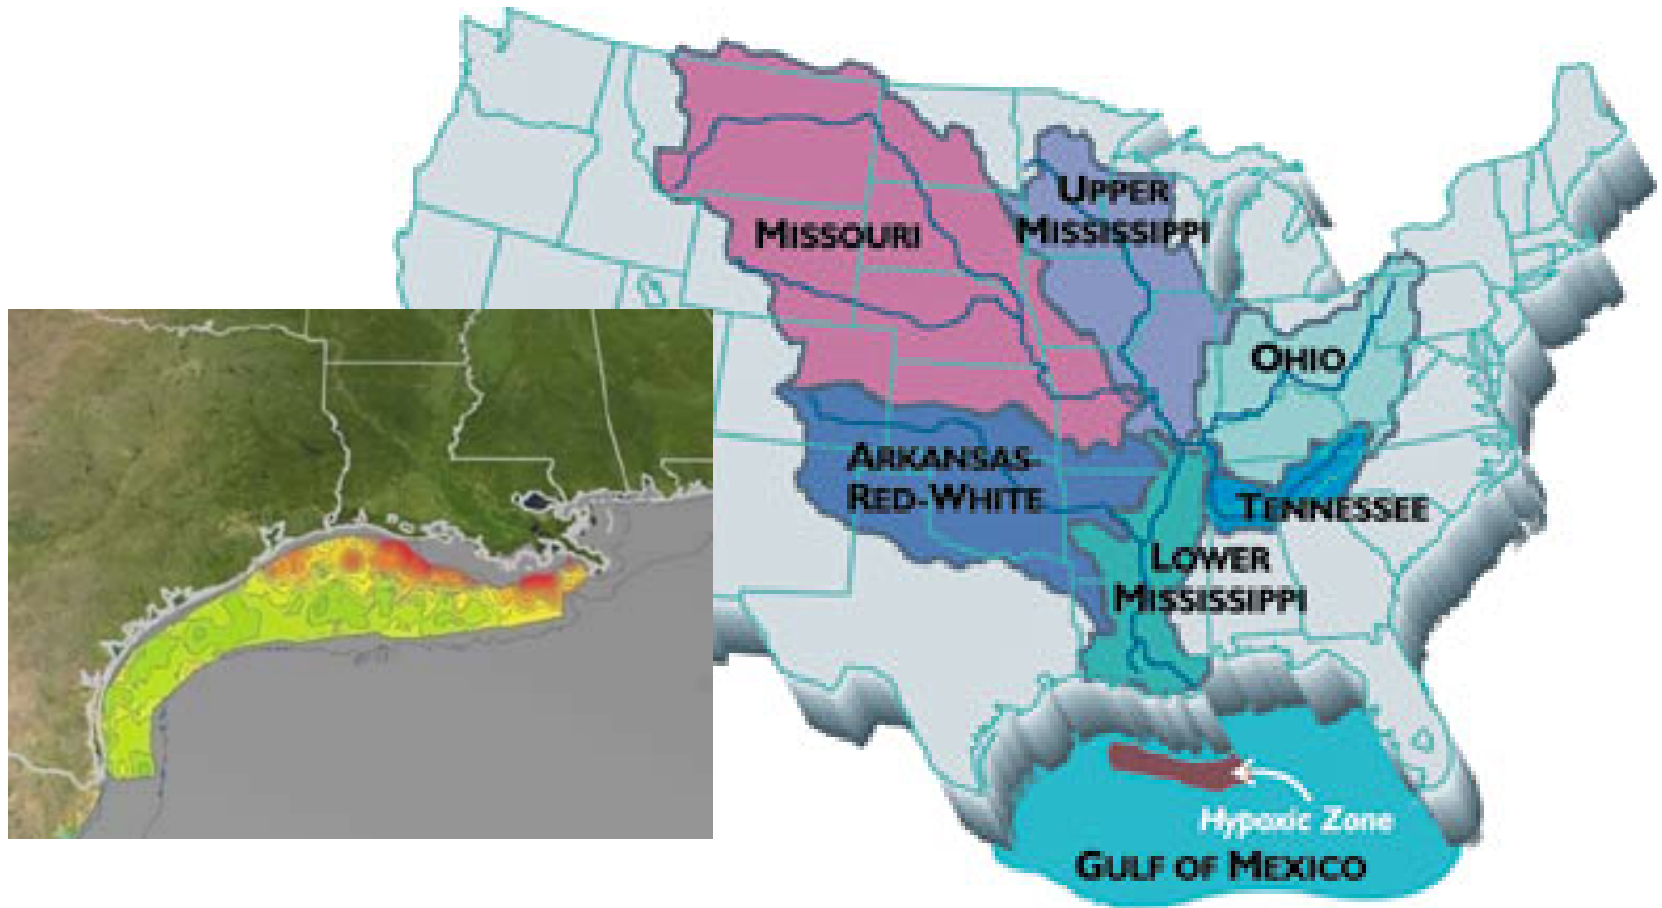 UPPER
MISSISSIPPI
MISSOURI
OHIO
ARKANSAS-
RED-WHITE
TENNESSEE
LOWER
MISSISSIPPI
Hypoxic Zone
GULF OF MEXICO